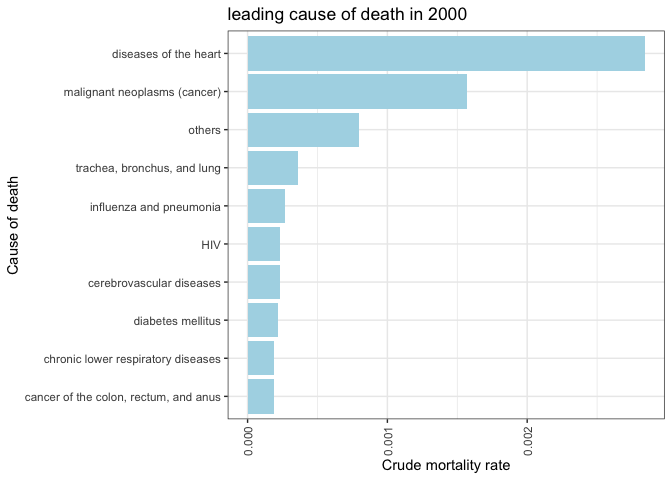 leading cause of death in 2000
Cause of death
diseases of the heart
malignant neoplasms (cancer)
others
trachea, bronchus, and lung
influenza and pneumonia
HIV
cerebrovascular diseases
diabetes mellitus
chronic lower respiratory diseases
cancer of the colon, rectum, and anus
0.000
0.001
0.002
Crude mortality rate